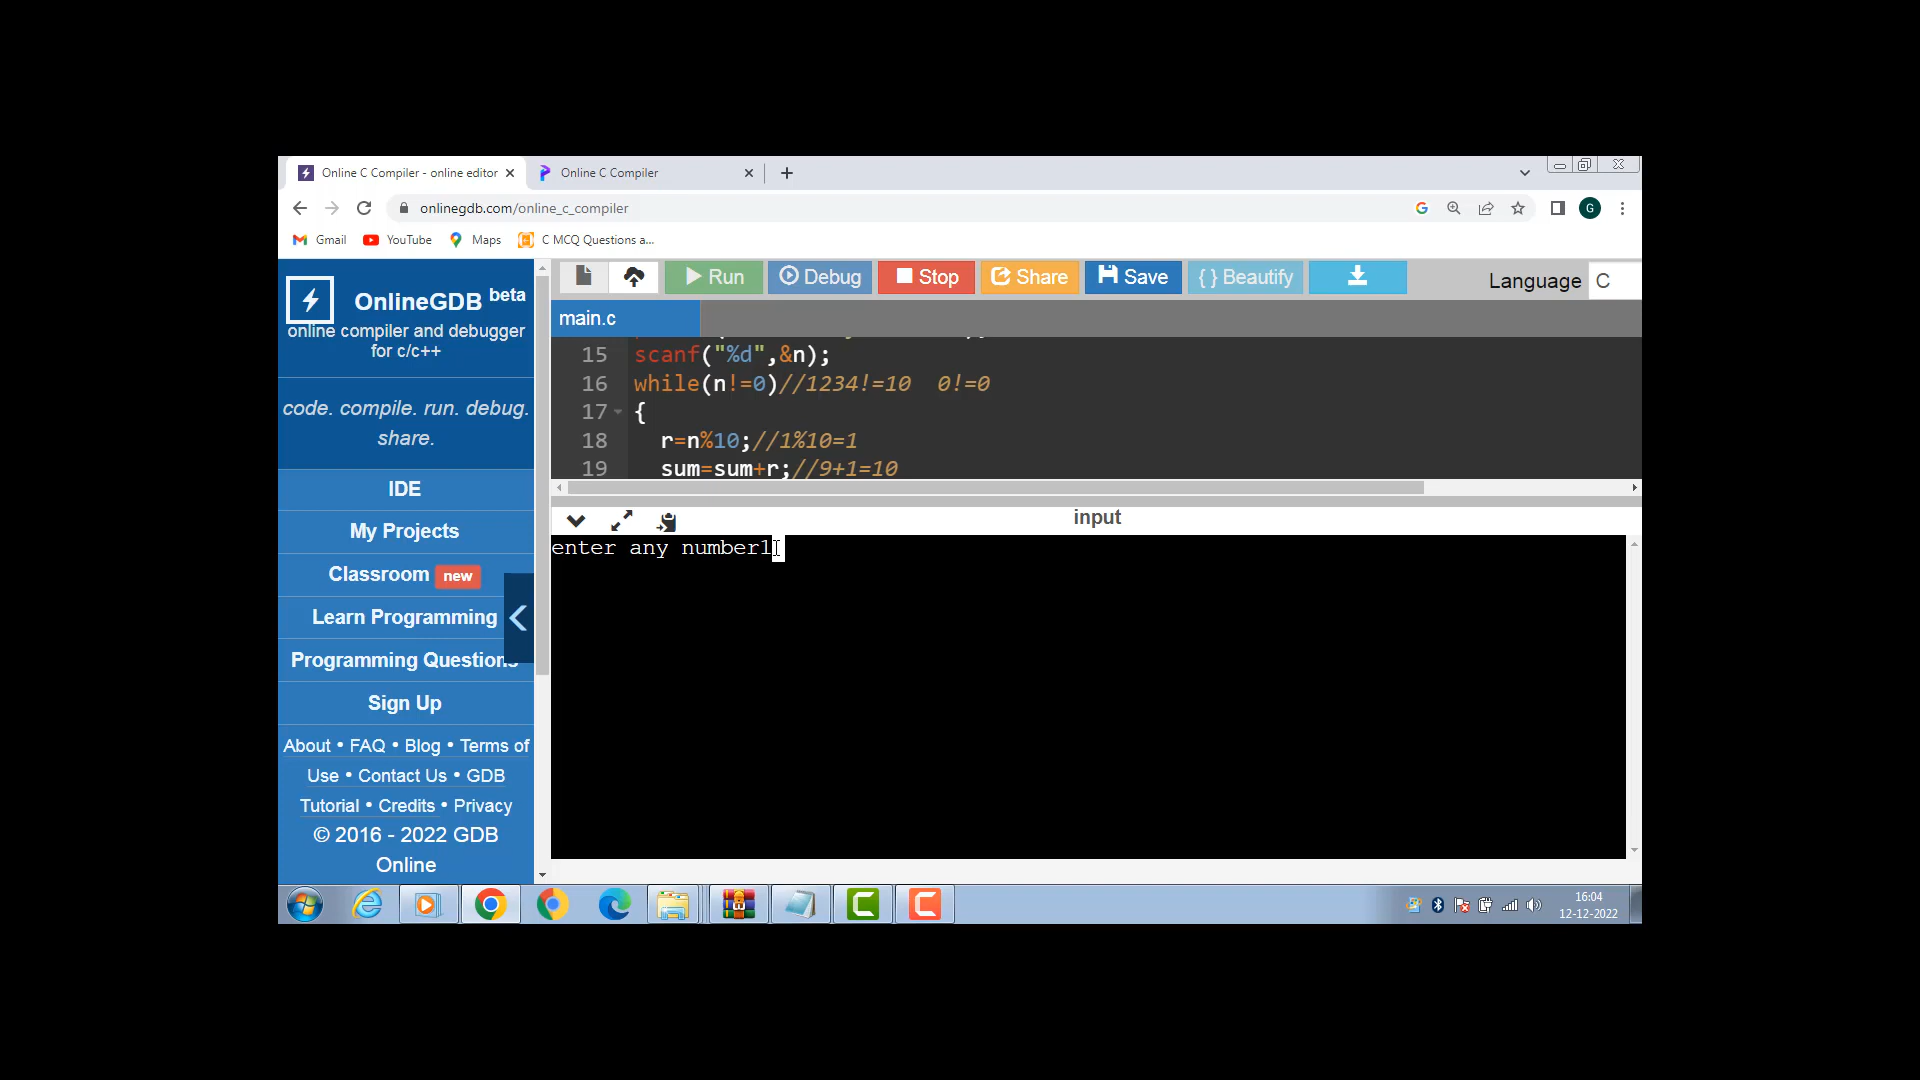 Online C Compiler - online editor
Online C Compiler
onlinegdb.com/online_c_compiler
G
Gmail
YouTube
Maps
C MCQ Questions a...
OnlineGDB beta
online compiler and debugger
for c/c++
code. compile. run. debug.
share.
IDE
My Projects
Classroom new
Learn Programming
Programming Questions
Sign Up
About • FAQ • Blog • Terms of
Use • Contact Us • GDB
Tutorial • Credits • Privacy
© 2016 - 2022 GDB
Online
Run
Debug
Stop
Share
Save
{ } Beautify
Language C
main.c
15 scanf("%d",&n);
16 while(n!=0)//1234!=10  0!=0
17 {
18   r=n%10;//1%10=1
19   sum=sum+r;//9+1=10
input
enter any number1
16:04
12-12-2022